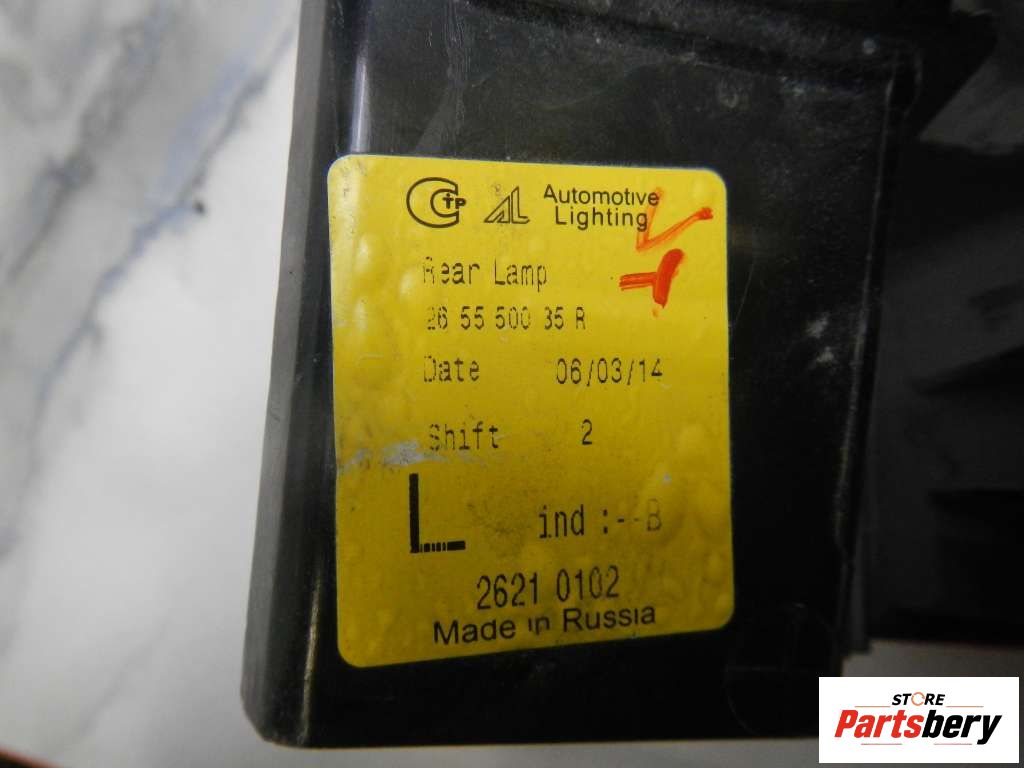 Automotive
Lighting
Rear Lamp
26 55 500 35 R
Date 06/03/14
Shift 2
L ind :--B
2621 0102
Made in Russia
STORE
Partsbery